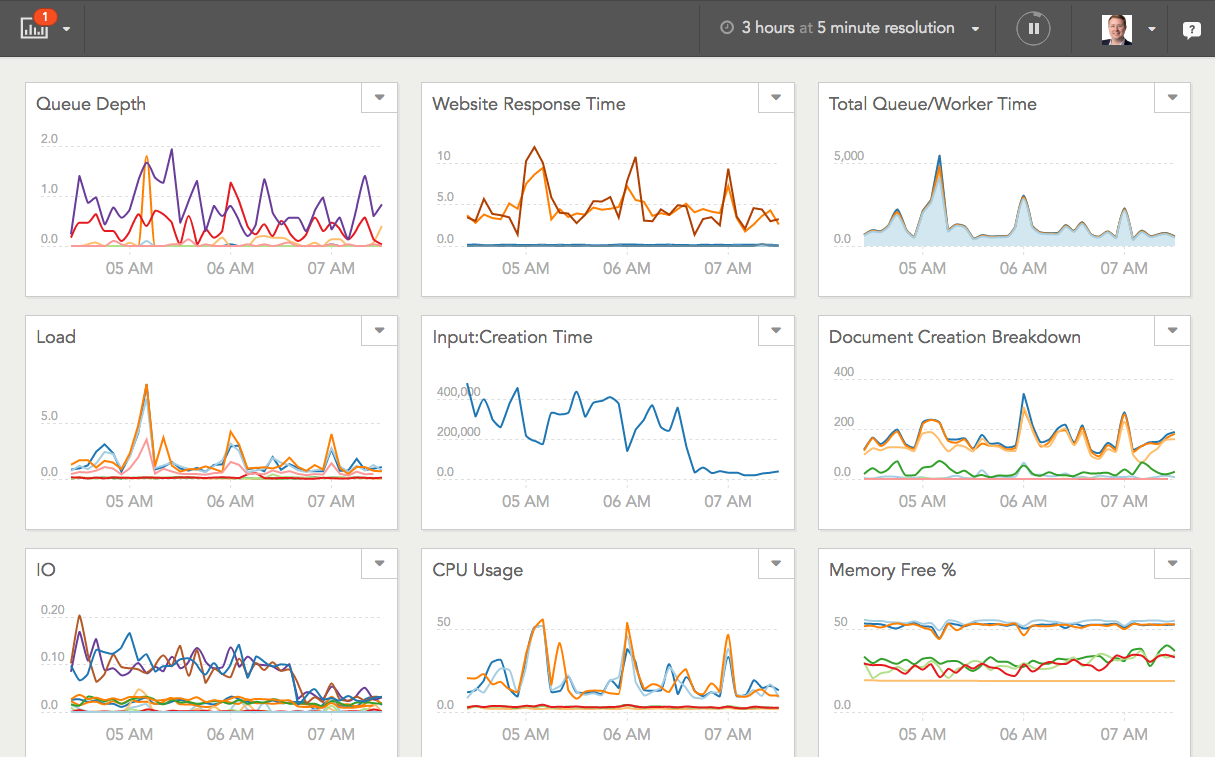 1
3 hours at 5 minute resolution
?
Queue Depth
2.0
1.0
0.0
05 AM 06 AM 07 AM
Website Response Time
10
5.0
0.0
05 AM 06 AM 07 AM
Total Queue/Worker Time
5,000
0.0
05 AM 06 AM 07 AM
Load
5.0
0.0
05 AM 06 AM 07 AM
Input:Creation Time
400,000
200,000
0.0
05 AM 06 AM 07 AM
Document Creation Breakdown
400
200
0.0
05 AM 06 AM 07 AM
IO
0.20
0.10
0.0
05 AM 06 AM 07 AM
CPU Usage
50
0.0
05 AM 06 AM 07 AM
Memory Free %
50
0.0
05 AM 06 AM 07 AM